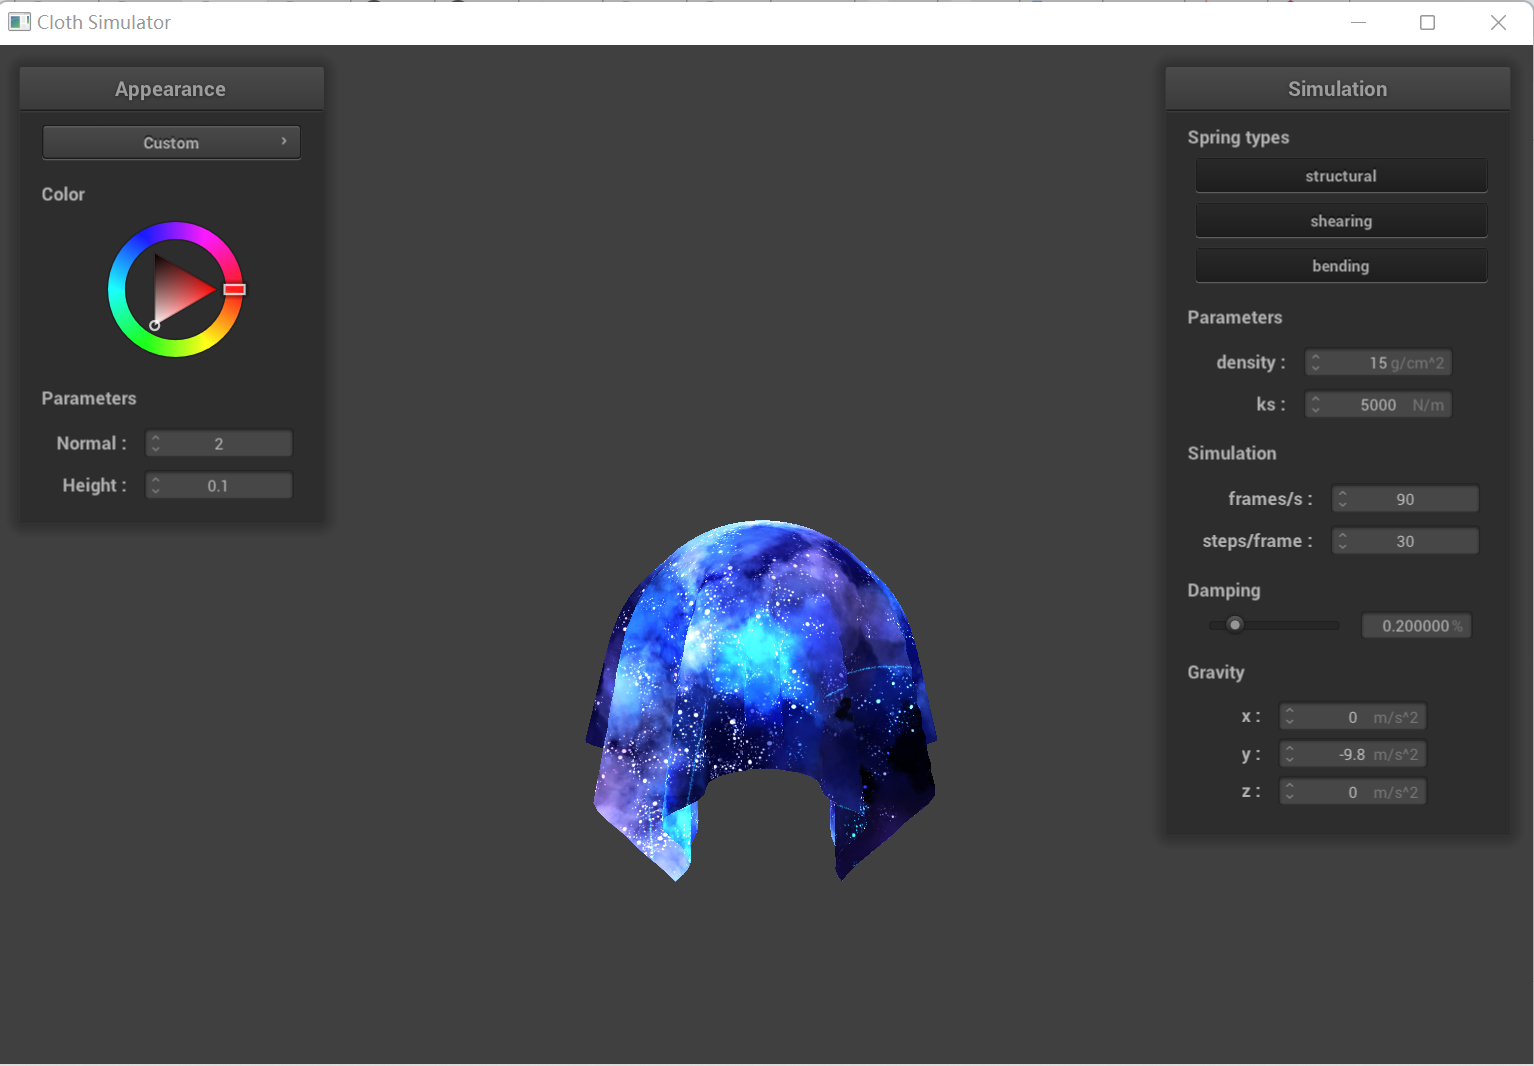 Cloth Simulator
Appearance
Custom
Color
Parameters
Normal : 2
Height : 0.1
Simulation
Spring types
structural
shearing
bending
Parameters
density : 15 g/cm^2
ks : 5000 N/m
Simulation
frames/s : 90
steps/frame : 30
Damping
0.200000 %
Gravity
x : 0 m/s^2
y : -9.8 m/s^2
z : 0 m/s^2